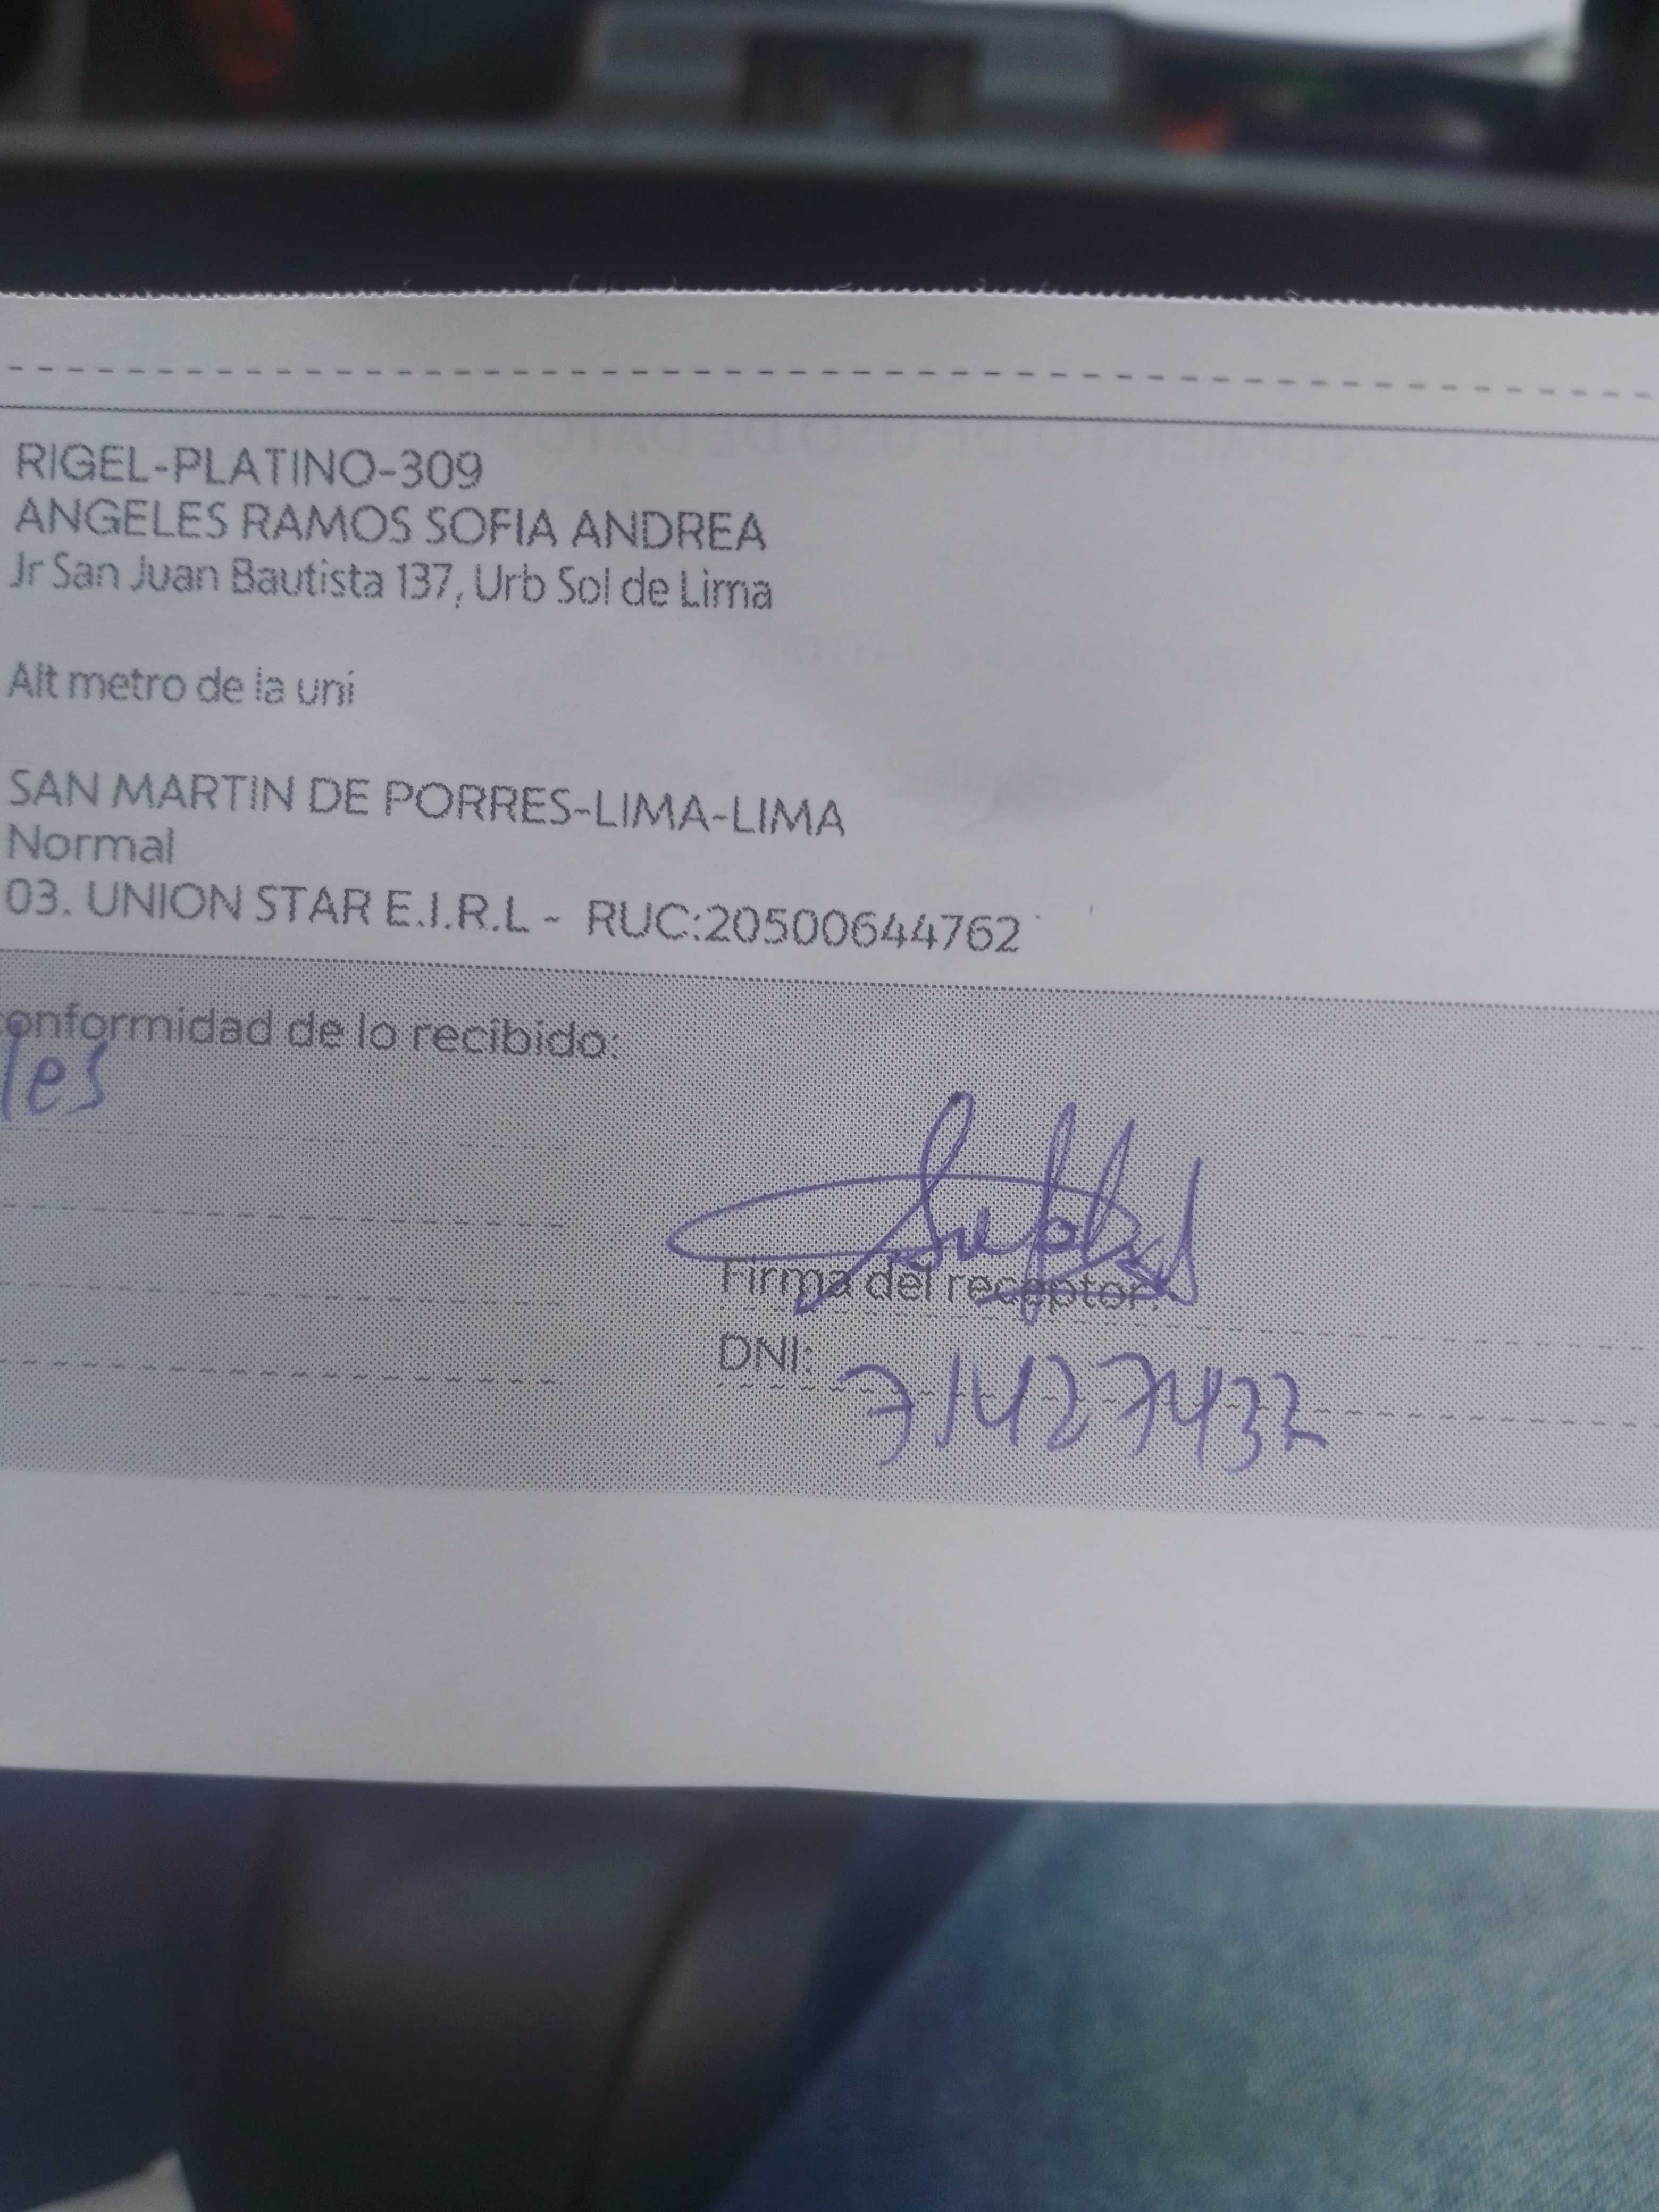 RIGEL-PLATINO-309
ANGELES RAMOS SOFIA ANDREA
Jr San Juan Bautista 137, Urb Sol de Lima
Alt metro de la uni
SAN MARTIN DE PORRES-LIMA-LIMA
Normal
03. UNION STAR E.I.R.L - RUC:20500644762
onformidad de lo recibido:
les
Firma del receptor:
DNI: 71427432